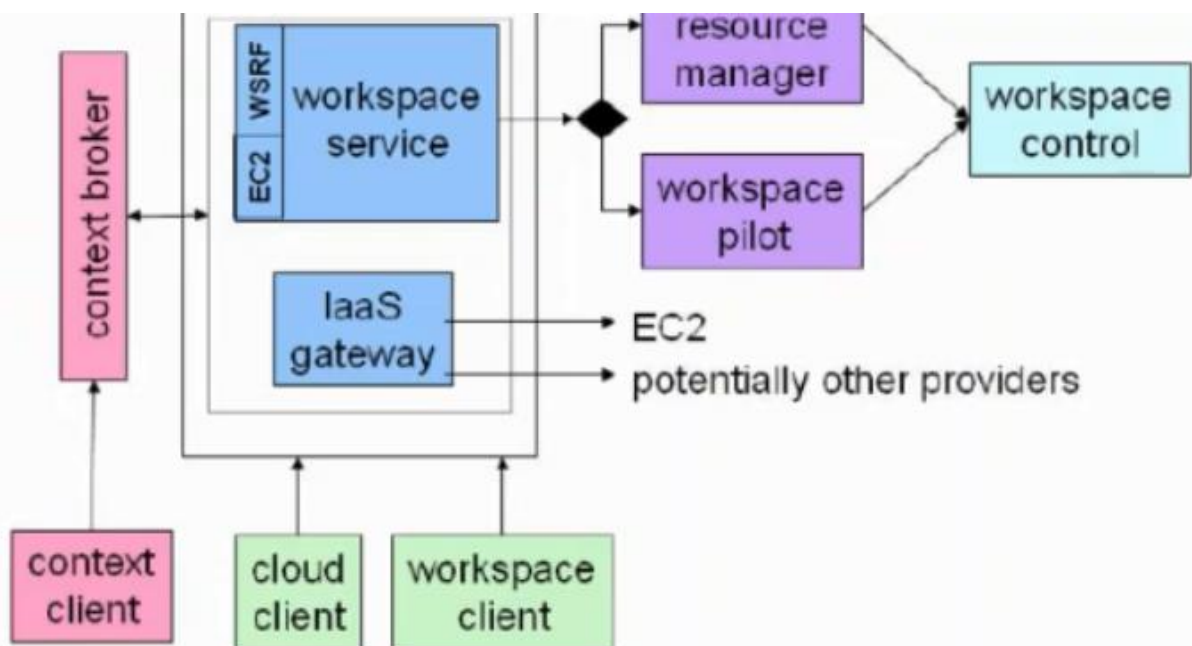 WSRF
EC2
workspace
service
resource
manager
workspace
control
context broker
workspace
pilot
IaaS
gateway
EC2
potentially other providers
context
client
cloud
client
workspace
client